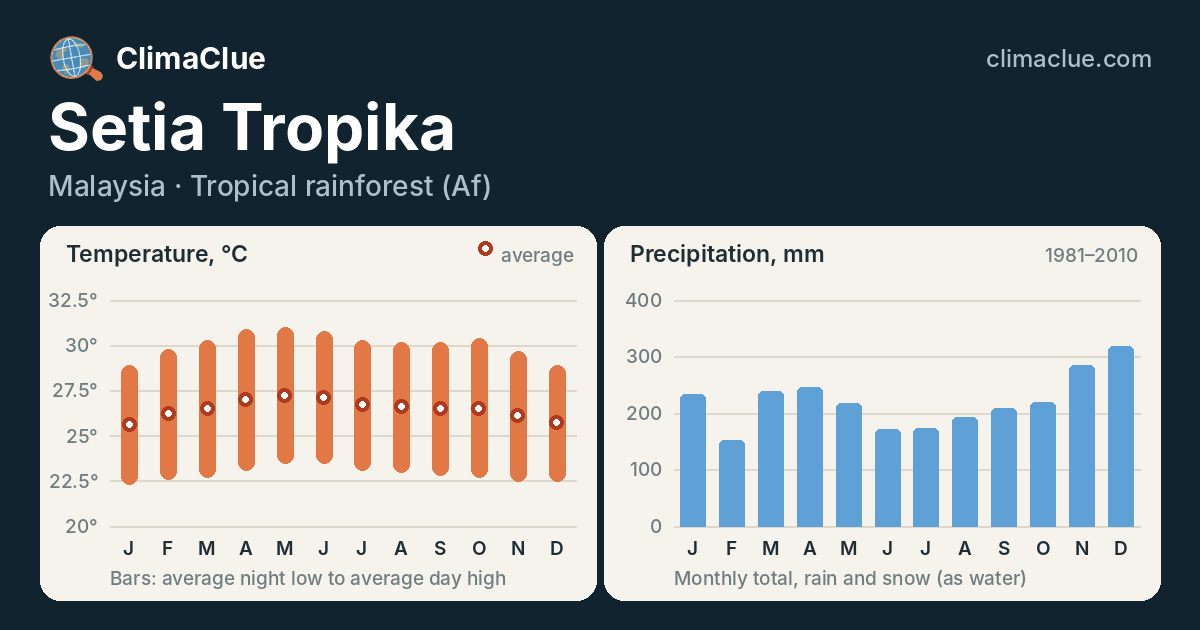 ClimaClue
climaclue.com
Setia Tropika
Malaysia · Tropical rainforest (Af)
Temperature, °C
average
32.5°
30°
27.5°
25°
22.5°
20°
J F M A M J J A S O N D
Bars: average night low to average day high
Precipitation, mm
1981–2010
400
300
200
100
0
J F M A M J J A S O N D
Monthly total, rain and snow (as water)